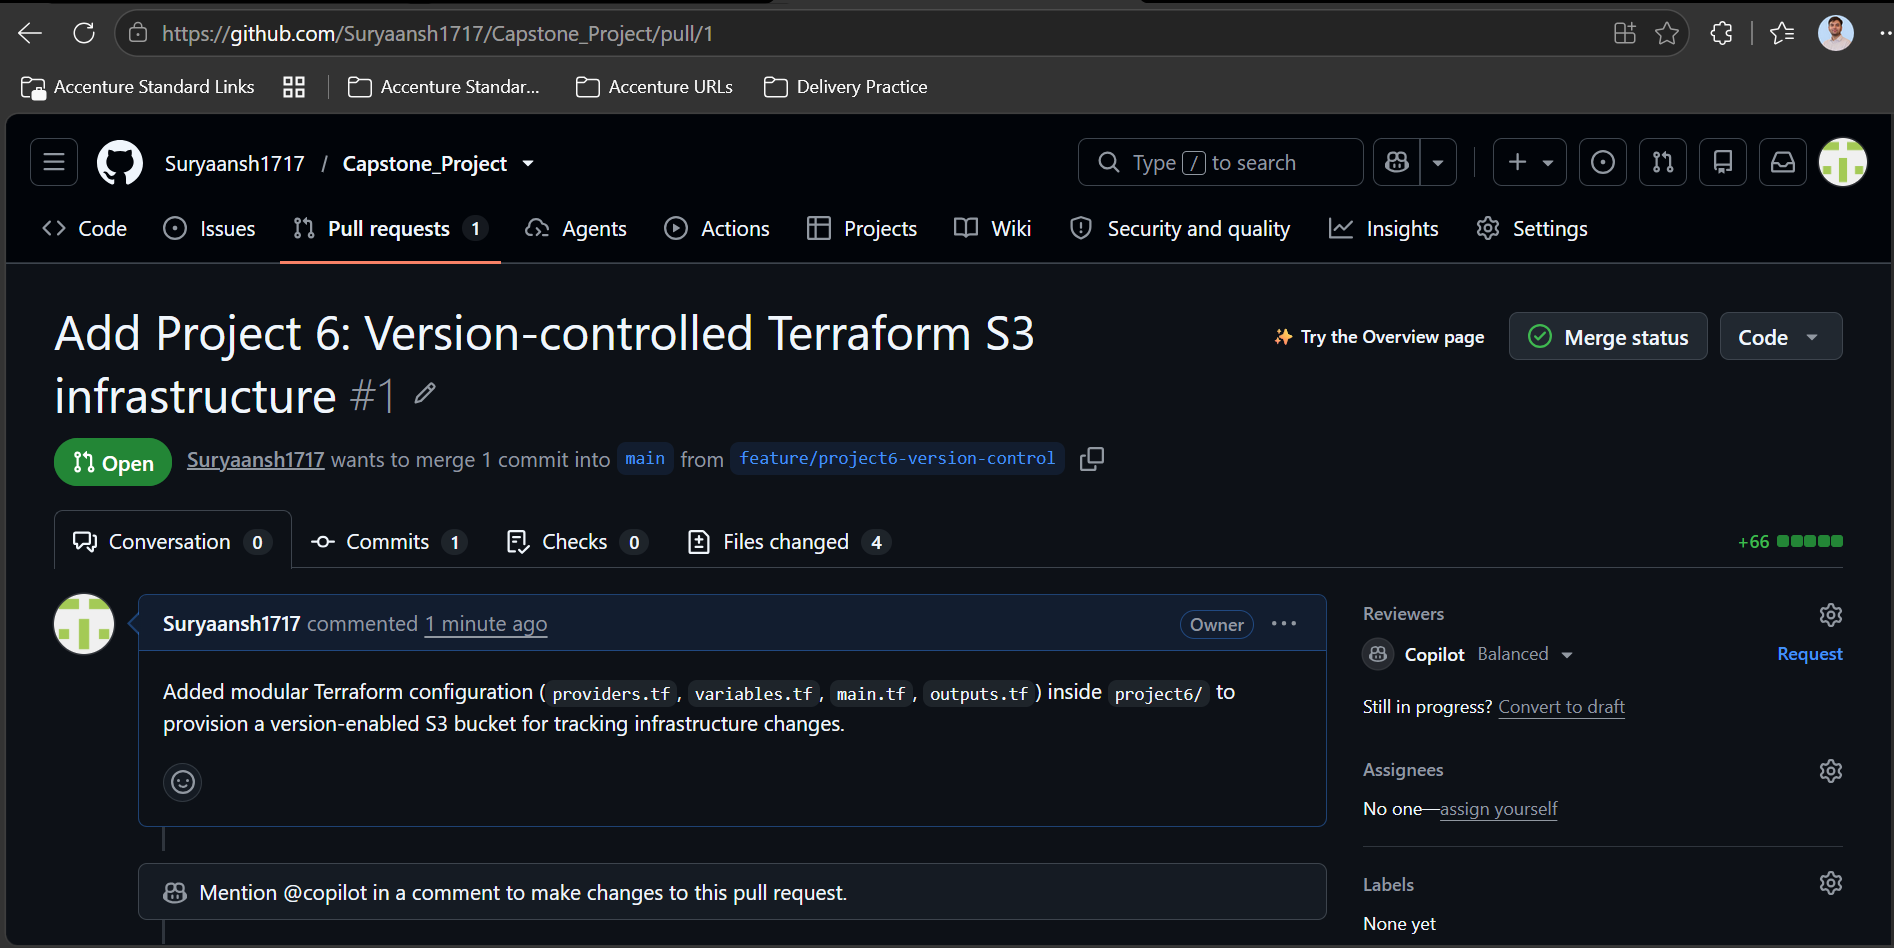 https://github.com/Suryaansh1717/Capstone_Project/pull/1
Accenture Standard Links
Accenture Standar...
Accenture URLs
Delivery Practice
Suryaansh1717 / Capstone_Project
Type / to search
Code
Issues
Pull requests 1
Agents
Actions
Projects
Wiki
Security and quality
Insights
Settings
Add Project 6: Version-controlled Terraform S3
infrastructure #1
Try the Overview page
Merge status
Code
Open
Suryaansh1717 wants to merge 1 commit into main from feature/project6-version-control
Conversation 0
Commits 1
Checks 0
Files changed 4
+66
Suryaansh1717 commented 1 minute ago
Owner
Added modular Terraform configuration (providers.tf, variables.tf, main.tf, outputs.tf) inside project6/ to
provision a version-enabled S3 bucket for tracking infrastructure changes.
Mention @copilot in a comment to make changes to this pull request.
Reviewers
Copilot Balanced
Request
Still in progress? Convert to draft
Assignees
No one—assign yourself
Labels
None yet